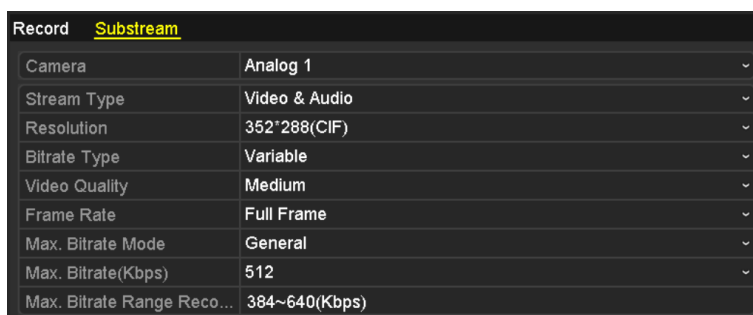 Record Substream
Camera Analog 1
Stream Type Video & Audio
Resolution 352*288(CIF)
Bitrate Type Variable
Video Quality Medium
Frame Rate Full Frame
Max. Bitrate Mode General
Max. Bitrate(Kbps) 512
Max. Bitrate Range Reco... 384~640(Kbps)